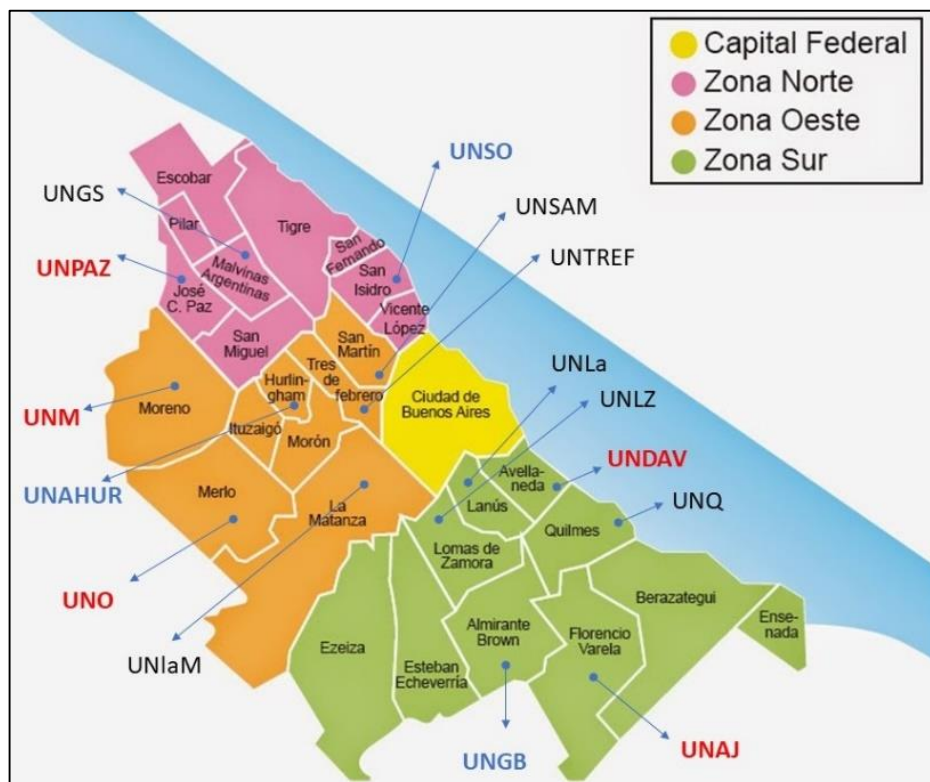 Capital Federal
Zona Norte
Zona Oeste
Zona Sur
UNSO
UNGS
UNSAM
UNTREF
UNPAZ
UNM
UNAHUR
UNO
UNlaM
UNLa
UNLZ
UNDAV
UNQ
UNGB
UNAJ
Escobar
Pilar
Tigre
Malvinas
Argentinas
José
C. Paz
San
Miguel
San
Fernando
San
Isidro
Vicente
López
San
Martín
Tres
de
febrero
Hurlingham
Ituzaigó
Morón
Moreno
Merlo
La
Matanza
Ciudad de
Buenos Aires
Avella-
neda
Lanús
Quilmes
Lomas de
Zamora
Almirante
Brown
Florencio
Varela
Berazategui
Ense-
nada
Ezeiza
Esteban
Echeverría